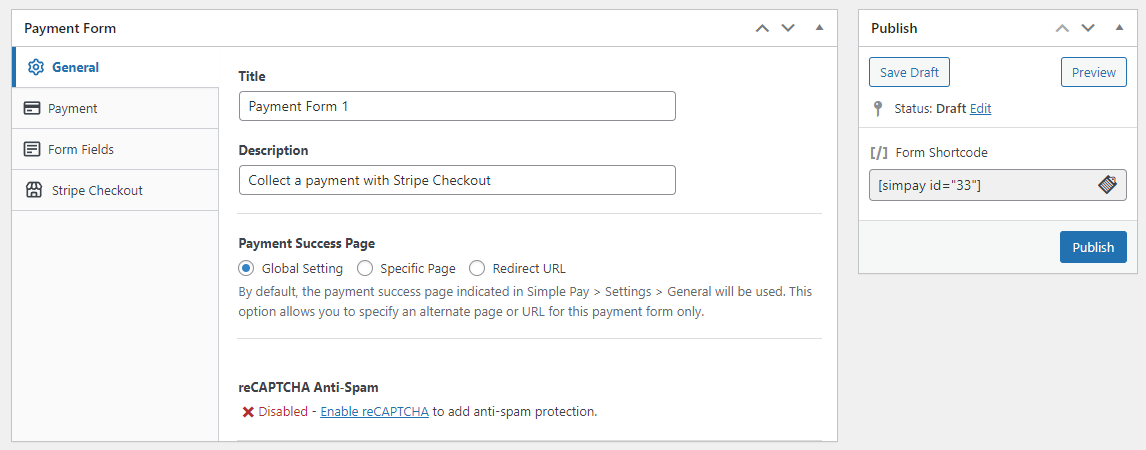 Payment Form
General
Payment
Form Fields
Stripe Checkout
Title
Payment Form 1
Description
Collect a payment with Stripe Checkout
Payment Success Page
Global Setting Specific Page Redirect URL
By default, the payment success page indicated in Simple Pay > Settings > General will be used. This
option allows you to specify an alternate page or URL for this payment form only.
reCAPTCHA Anti-Spam
Disabled - Enable reCAPTCHA to add anti-spam protection.
Publish
Save Draft Preview
Status: Draft Edit
[/] Form Shortcode
[simpay id="33"]
Publish